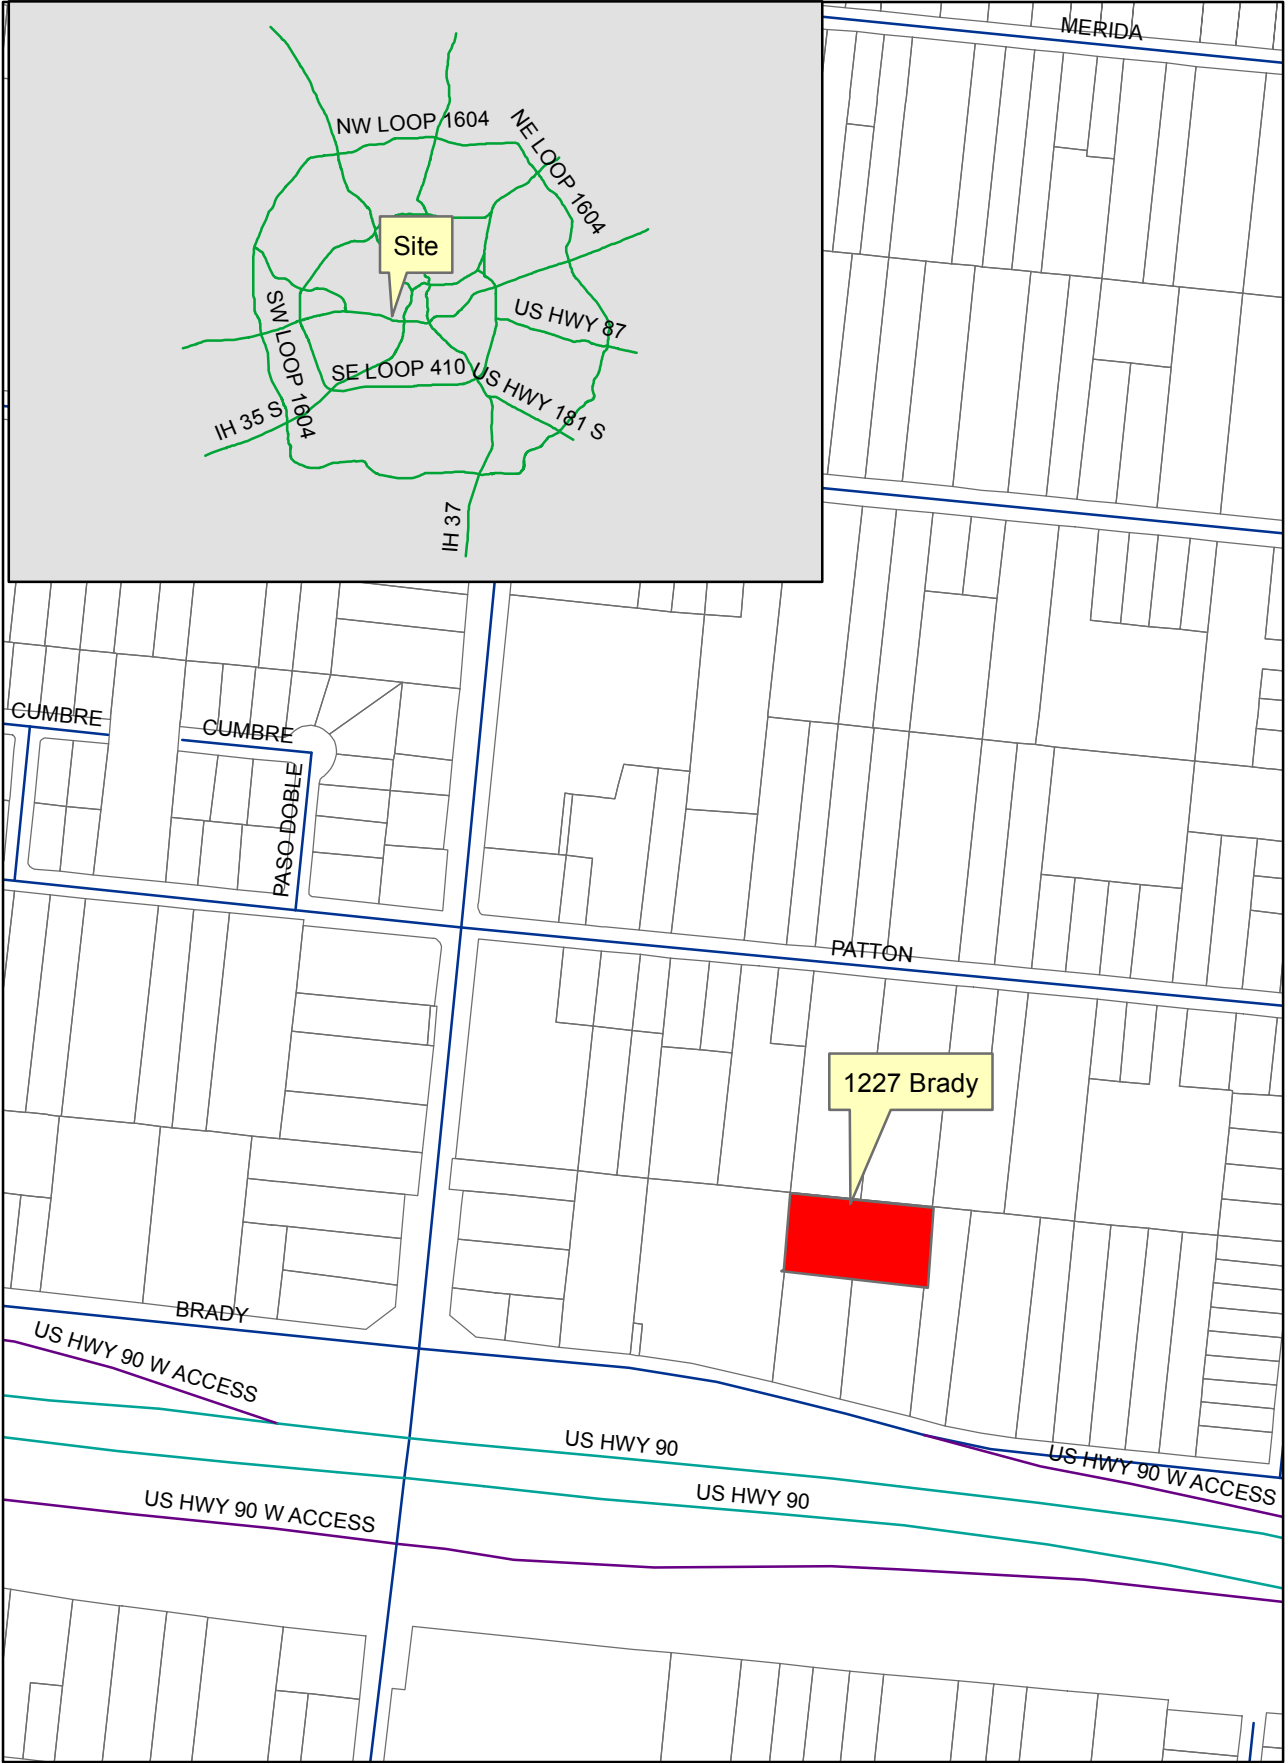 MERIDA
NW LOOP 1604
NE LOOP 1604
Site
US HWY 87
SW LOOP 1604
SE LOOP 410
US HWY 181 S
IH 35 S
IH 37
CUMBRE
CUMBRE
PASO DOBLE
PATTON
1227 Brady
BRADY
US HWY 90 W ACCESS
US HWY 90
US HWY 90 W ACCESS
US HWY 90
US HWY 90 W ACCESS